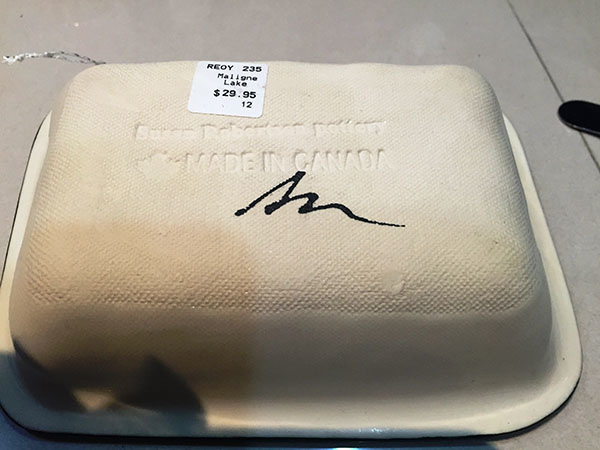 REOY 235
Maligne
Lake
$29.95
12
Susan Robertson pottery
MADE IN CANADA